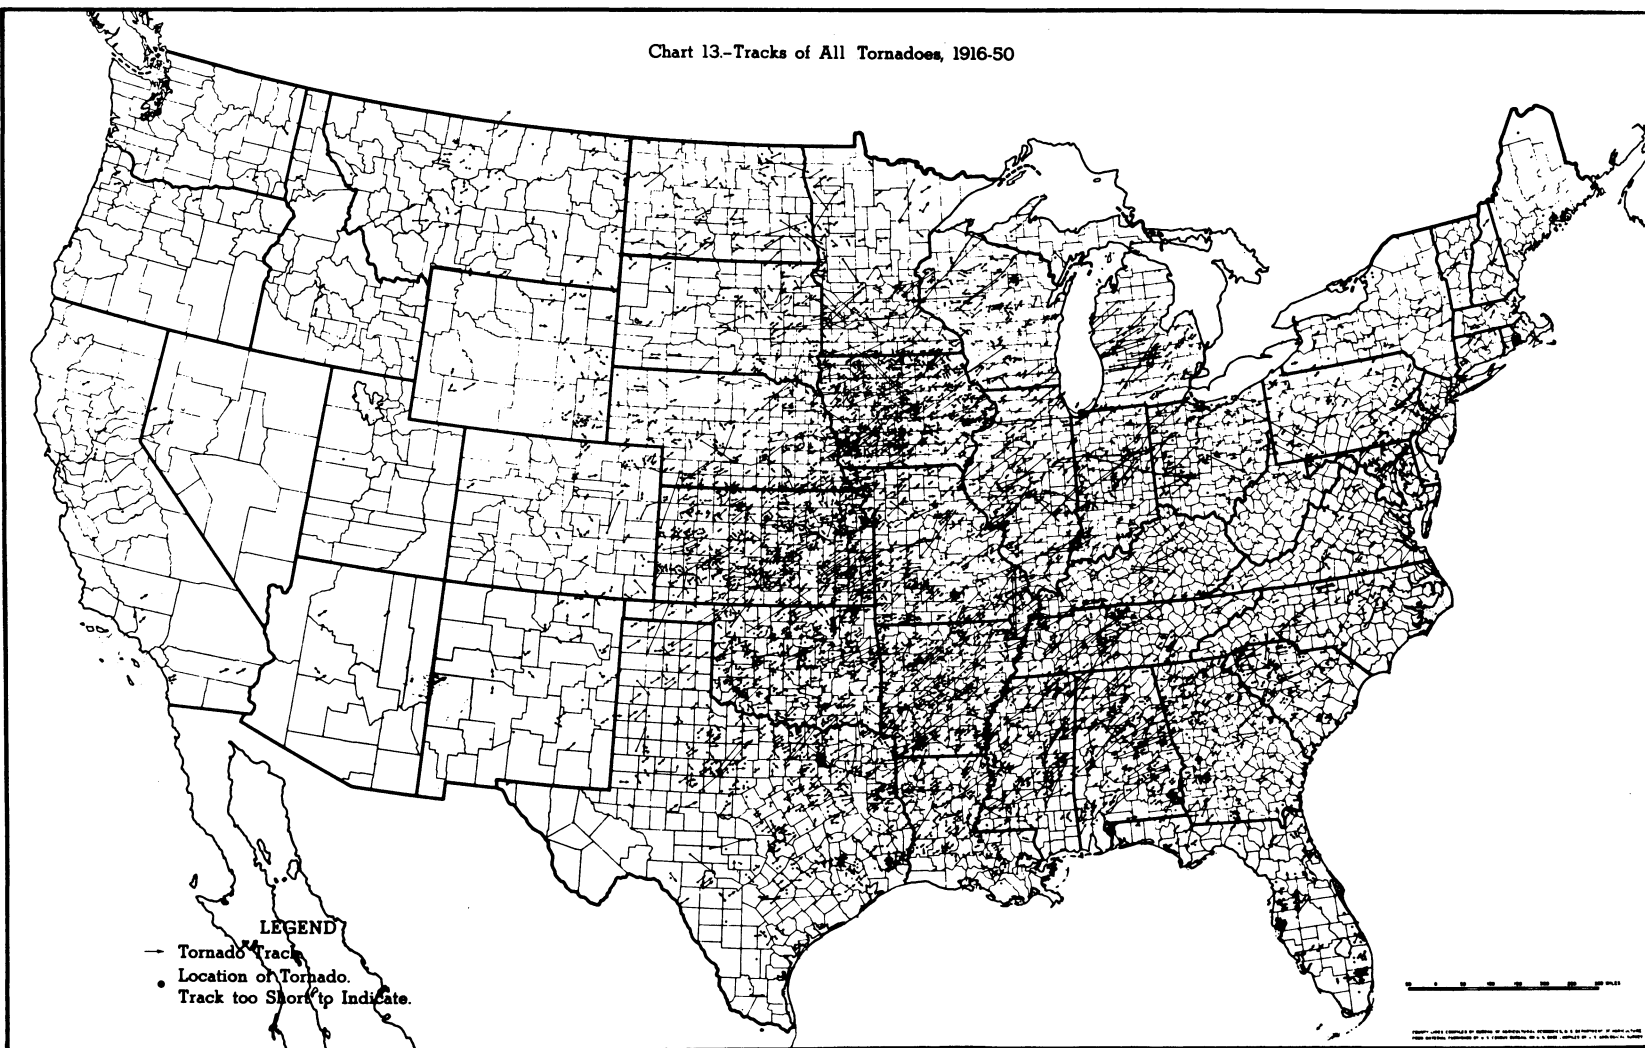 Chart 13.-Tracks of All Tornadoes, 1916-50
LEGEND
Tornado Track
Location of Tornado.
Track too Short to Indicate.
MILES